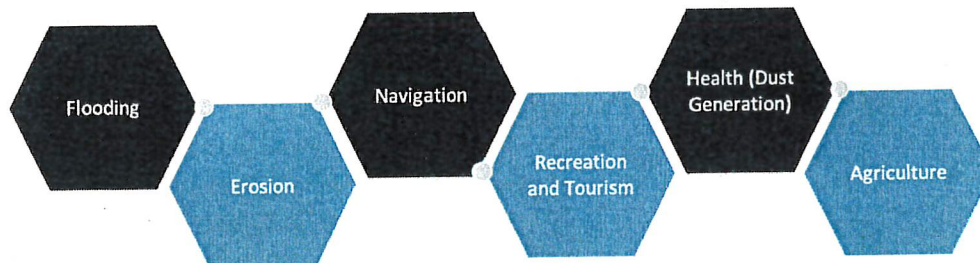 Flooding
Erosion
Navigation
Recreation
and Tourism
Health (Dust
Generation)
Agriculture